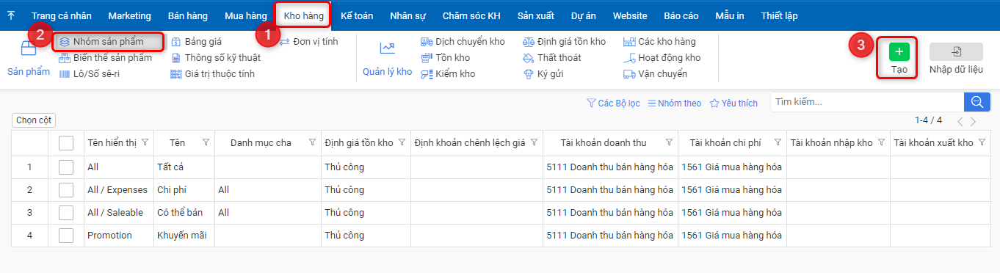 Trang cá nhân Marketing Bán hàng Mua hàng Kho hàng Kế toán Nhân sự Chăm sóc KH Sản xuất Dự án Website Báo cáo Mẫu in Thiết lập
2 1 3
Nhóm sản phẩm Bảng giá Đơn vị tính Dịch chuyển kho Định giá tồn kho Các kho hàng
Biến thể sản phẩm Thông số kỹ thuật Tồn kho Thất thoát Hoạt động kho
Sản phẩm Lô/Số sê-ri Giá trị thuộc tính Quản lý kho Kiểm kho Ký gửi Vận chuyển Tạo Nhập dữ liệu
Các Bộ lọc Nhóm theo Yêu thích Tìm kiếm...
Chọn cột 1-4 / 4
Tên hiển thị Tên Danh mục cha Định giá tồn kho Định khoản chênh lệch giá Tài khoản doanh thu Tài khoản chi phí Tài khoản nhập kho Tài khoản xuất kho
1 All Tất cả Thủ công 5111 Doanh thu bán hàng hóa 1561 Giá mua hàng hóa
2 All / Expenses Chi phí All Thủ công 5111 Doanh thu bán hàng hóa 1561 Giá mua hàng hóa
3 All / Saleable Có thể bán All Thủ công 5111 Doanh thu bán hàng hóa 1561 Giá mua hàng hóa
4 Promotion Khuyến mãi Thủ công 5111 Doanh thu bán hàng hóa 1561 Giá mua hàng hóa